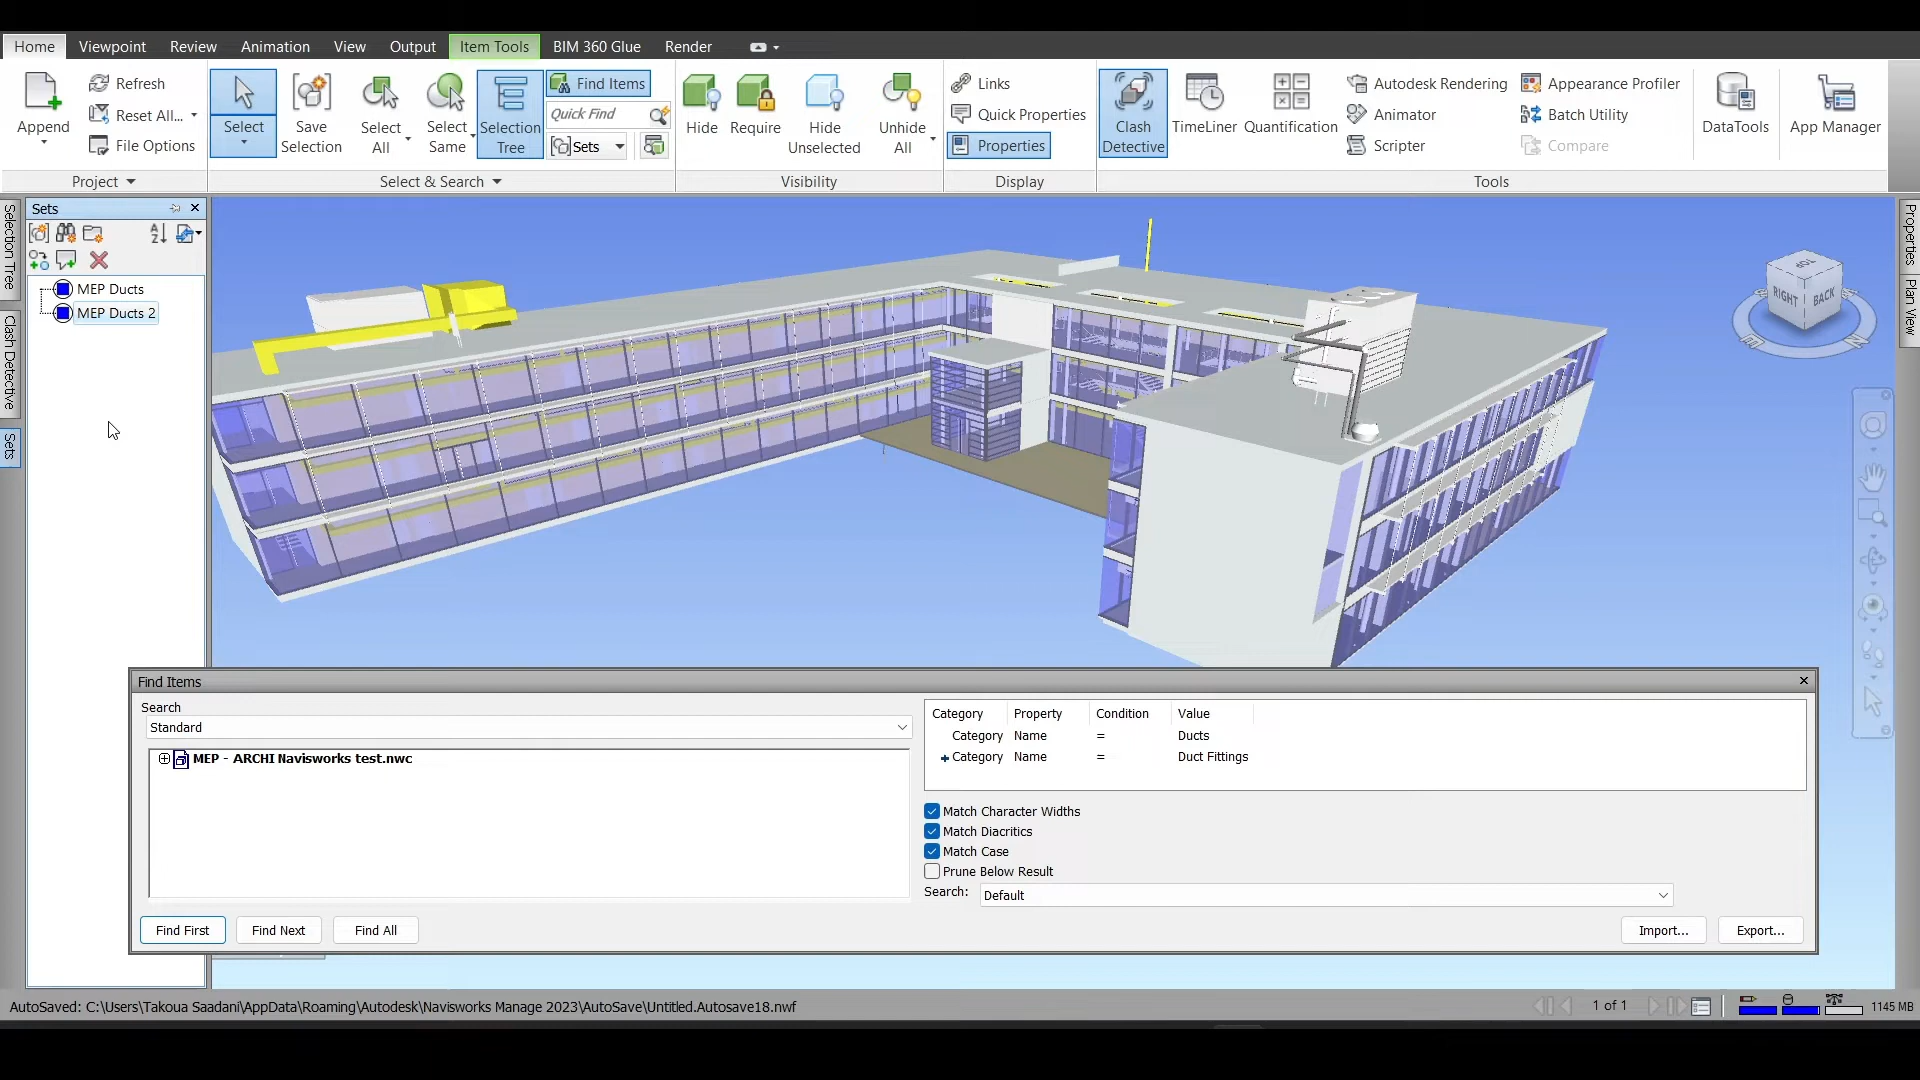 Home Viewpoint Review Animation View Output Item Tools BIM 360 Glue Render
Append
Refresh
Reset All...
File Options
Project
Select
Save Selection
Select All
Select Same
Selection Tree
Find Items
Quick Find
Sets
Select & Search
Hide
Require
Hide Unselected
Unhide All
Visibility
Links
Quick Properties
Properties
Display
Clash Detective
TimeLiner
Quantification
Autodesk Rendering
Animator
Scripter
Appearance Profiler
Batch Utility
Compare
Tools
DataTools
App Manager
Selection Tree
Clash Detective
Sets
Sets
MEP Ducts
MEP Ducts 2
TOP
RIGHT
BACK
N
Properties
Plan View
Find Items
Search
Standard
MEP - ARCHI Navisworks test.nwc
Category Property Condition Value
Category Name = Ducts
Category Name = Duct Fittings
Match Character Widths
Match Diacritics
Match Case
Prune Below Result
Search: Default
Find First Find Next Find All Import... Export...
AutoSaved: C:\Users\Takoua Saadani\AppData\Roaming\Autodesk\Navisworks Manage 2023\AutoSave\Untitled.Autosave18.nwf
1 of 1
1145 MB